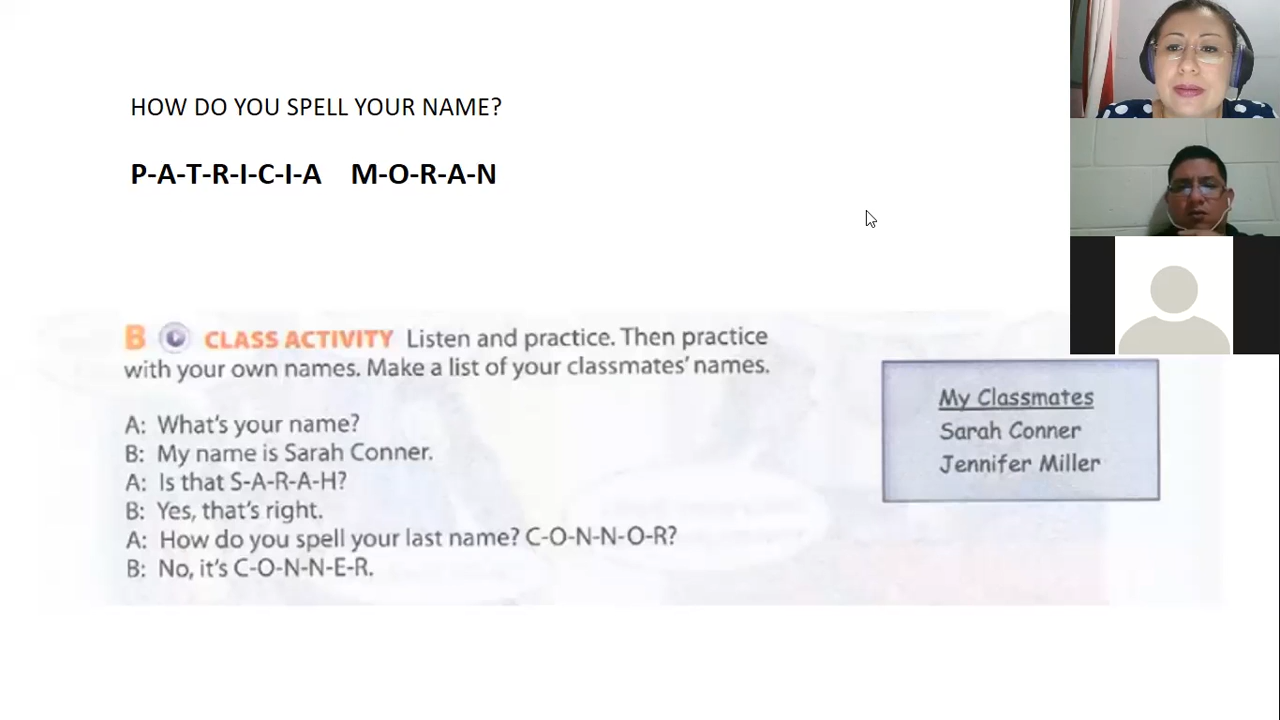 HOW DO YOU SPELL YOUR NAME?
P-A-T-R-I-C-I-A M-O-R-A-N
B CLASS ACTIVITY Listen and practice. Then practice
with your own names. Make a list of your classmates' names.
A: What's your name?
B: My name is Sarah Conner.
A: Is that S-A-R-A-H?
B: Yes, that's right.
A: How do you spell your last name? C-O-N-N-O-R?
B: No, it's C-O-N-N-E-R.
My Classmates
Sarah Conner
Jennifer Miller